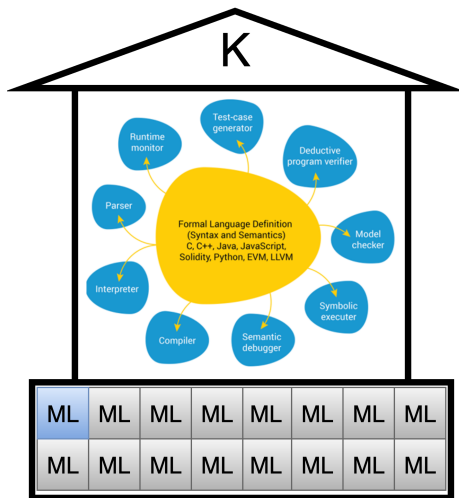 K
Test-case
generator
Runtime
monitor
Deductive
program verifier
Parser
Formal Language Definition
(Syntax and Semantics)
C, C++, Java, JavaScript,
Solidity, Python, EVM, LLVM
Model
checker
Interpreter
Symbolic
executer
Compiler
Semantic
debugger
ML ML ML ML ML ML ML ML
ML ML ML ML ML ML ML ML